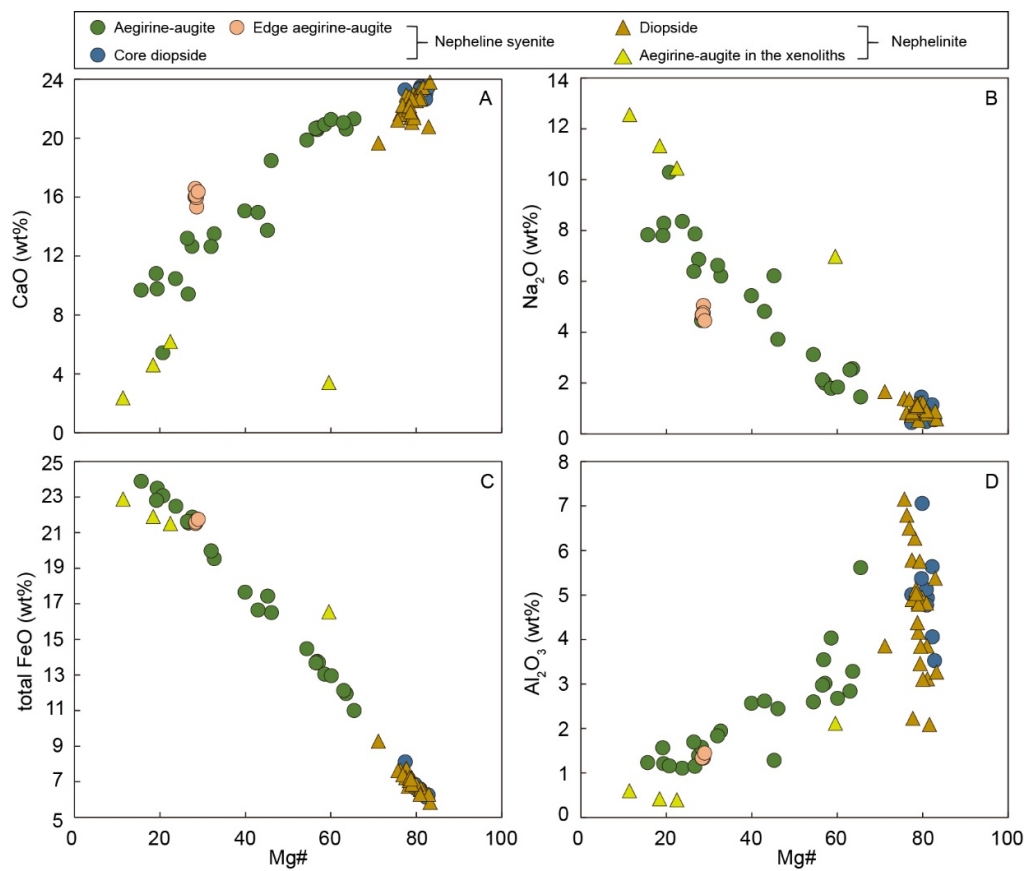 Aegirine-augite
Edge aegirine-augite
Core diopside
Nepheline syenite
Diopside
Aegirine-augite in the xenoliths
Nephelinite
24
20
16
12
8
4
0
CaO (wt%)
A
14
12
10
8
6
4
2
0
Na₂O (wt%)
B
25
23
21
19
17
15
13
11
9
7
5
total FeO (wt%)
C
0 20 40 60 80 100
Mg#
8
7
6
5
4
3
2
1
0
Al₂O₃ (wt%)
D
0 20 40 60 80 100
Mg#